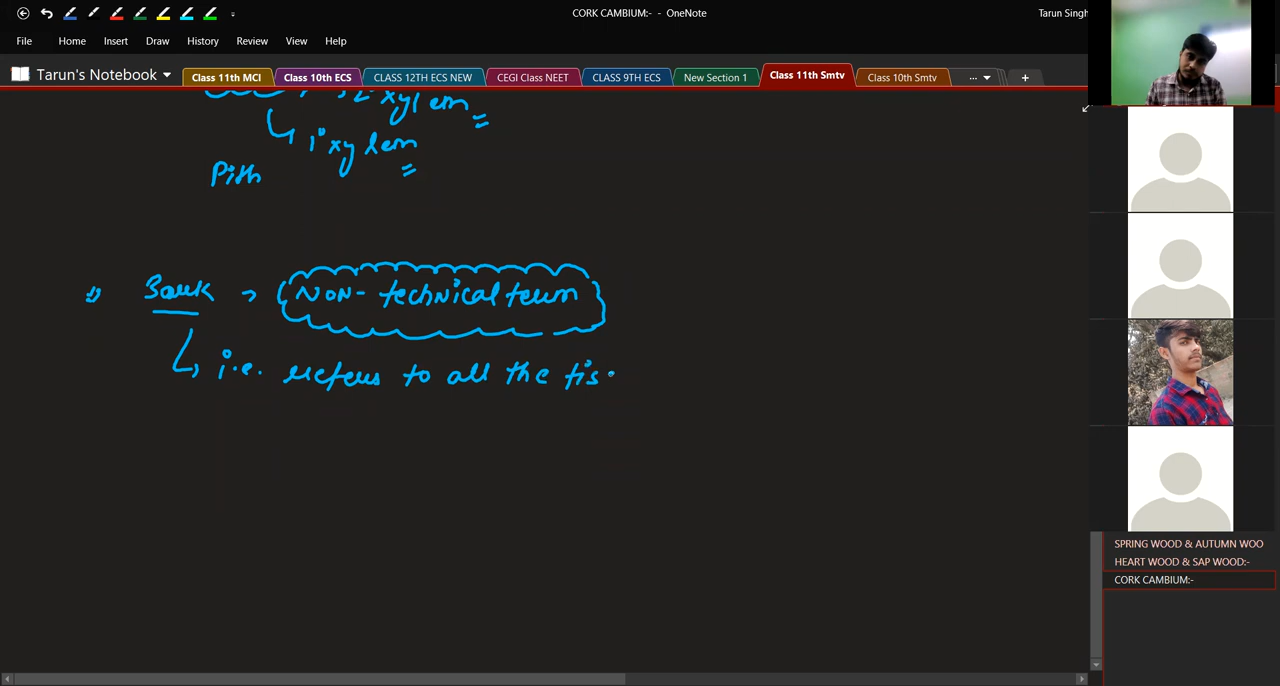 CORK CAMBIUM:- - OneNote
Tarun Singh
File Home Insert Draw History Review View Help
Tarun's Notebook
Class 11th MCI Class 10th ECS CLASS 12TH ECS NEW CEGI Class NEET CLASS 9TH ECS New Section 1 Class 11th Smtv Class 10th Smtv ... +
2° xylem
1° xylem
Pith
Bark → NON-technical term
i.e. refers to all the tis
SPRING WOOD & AUTUMN WOO
HEART WOOD & SAP WOOD:-
CORK CAMBIUM:-